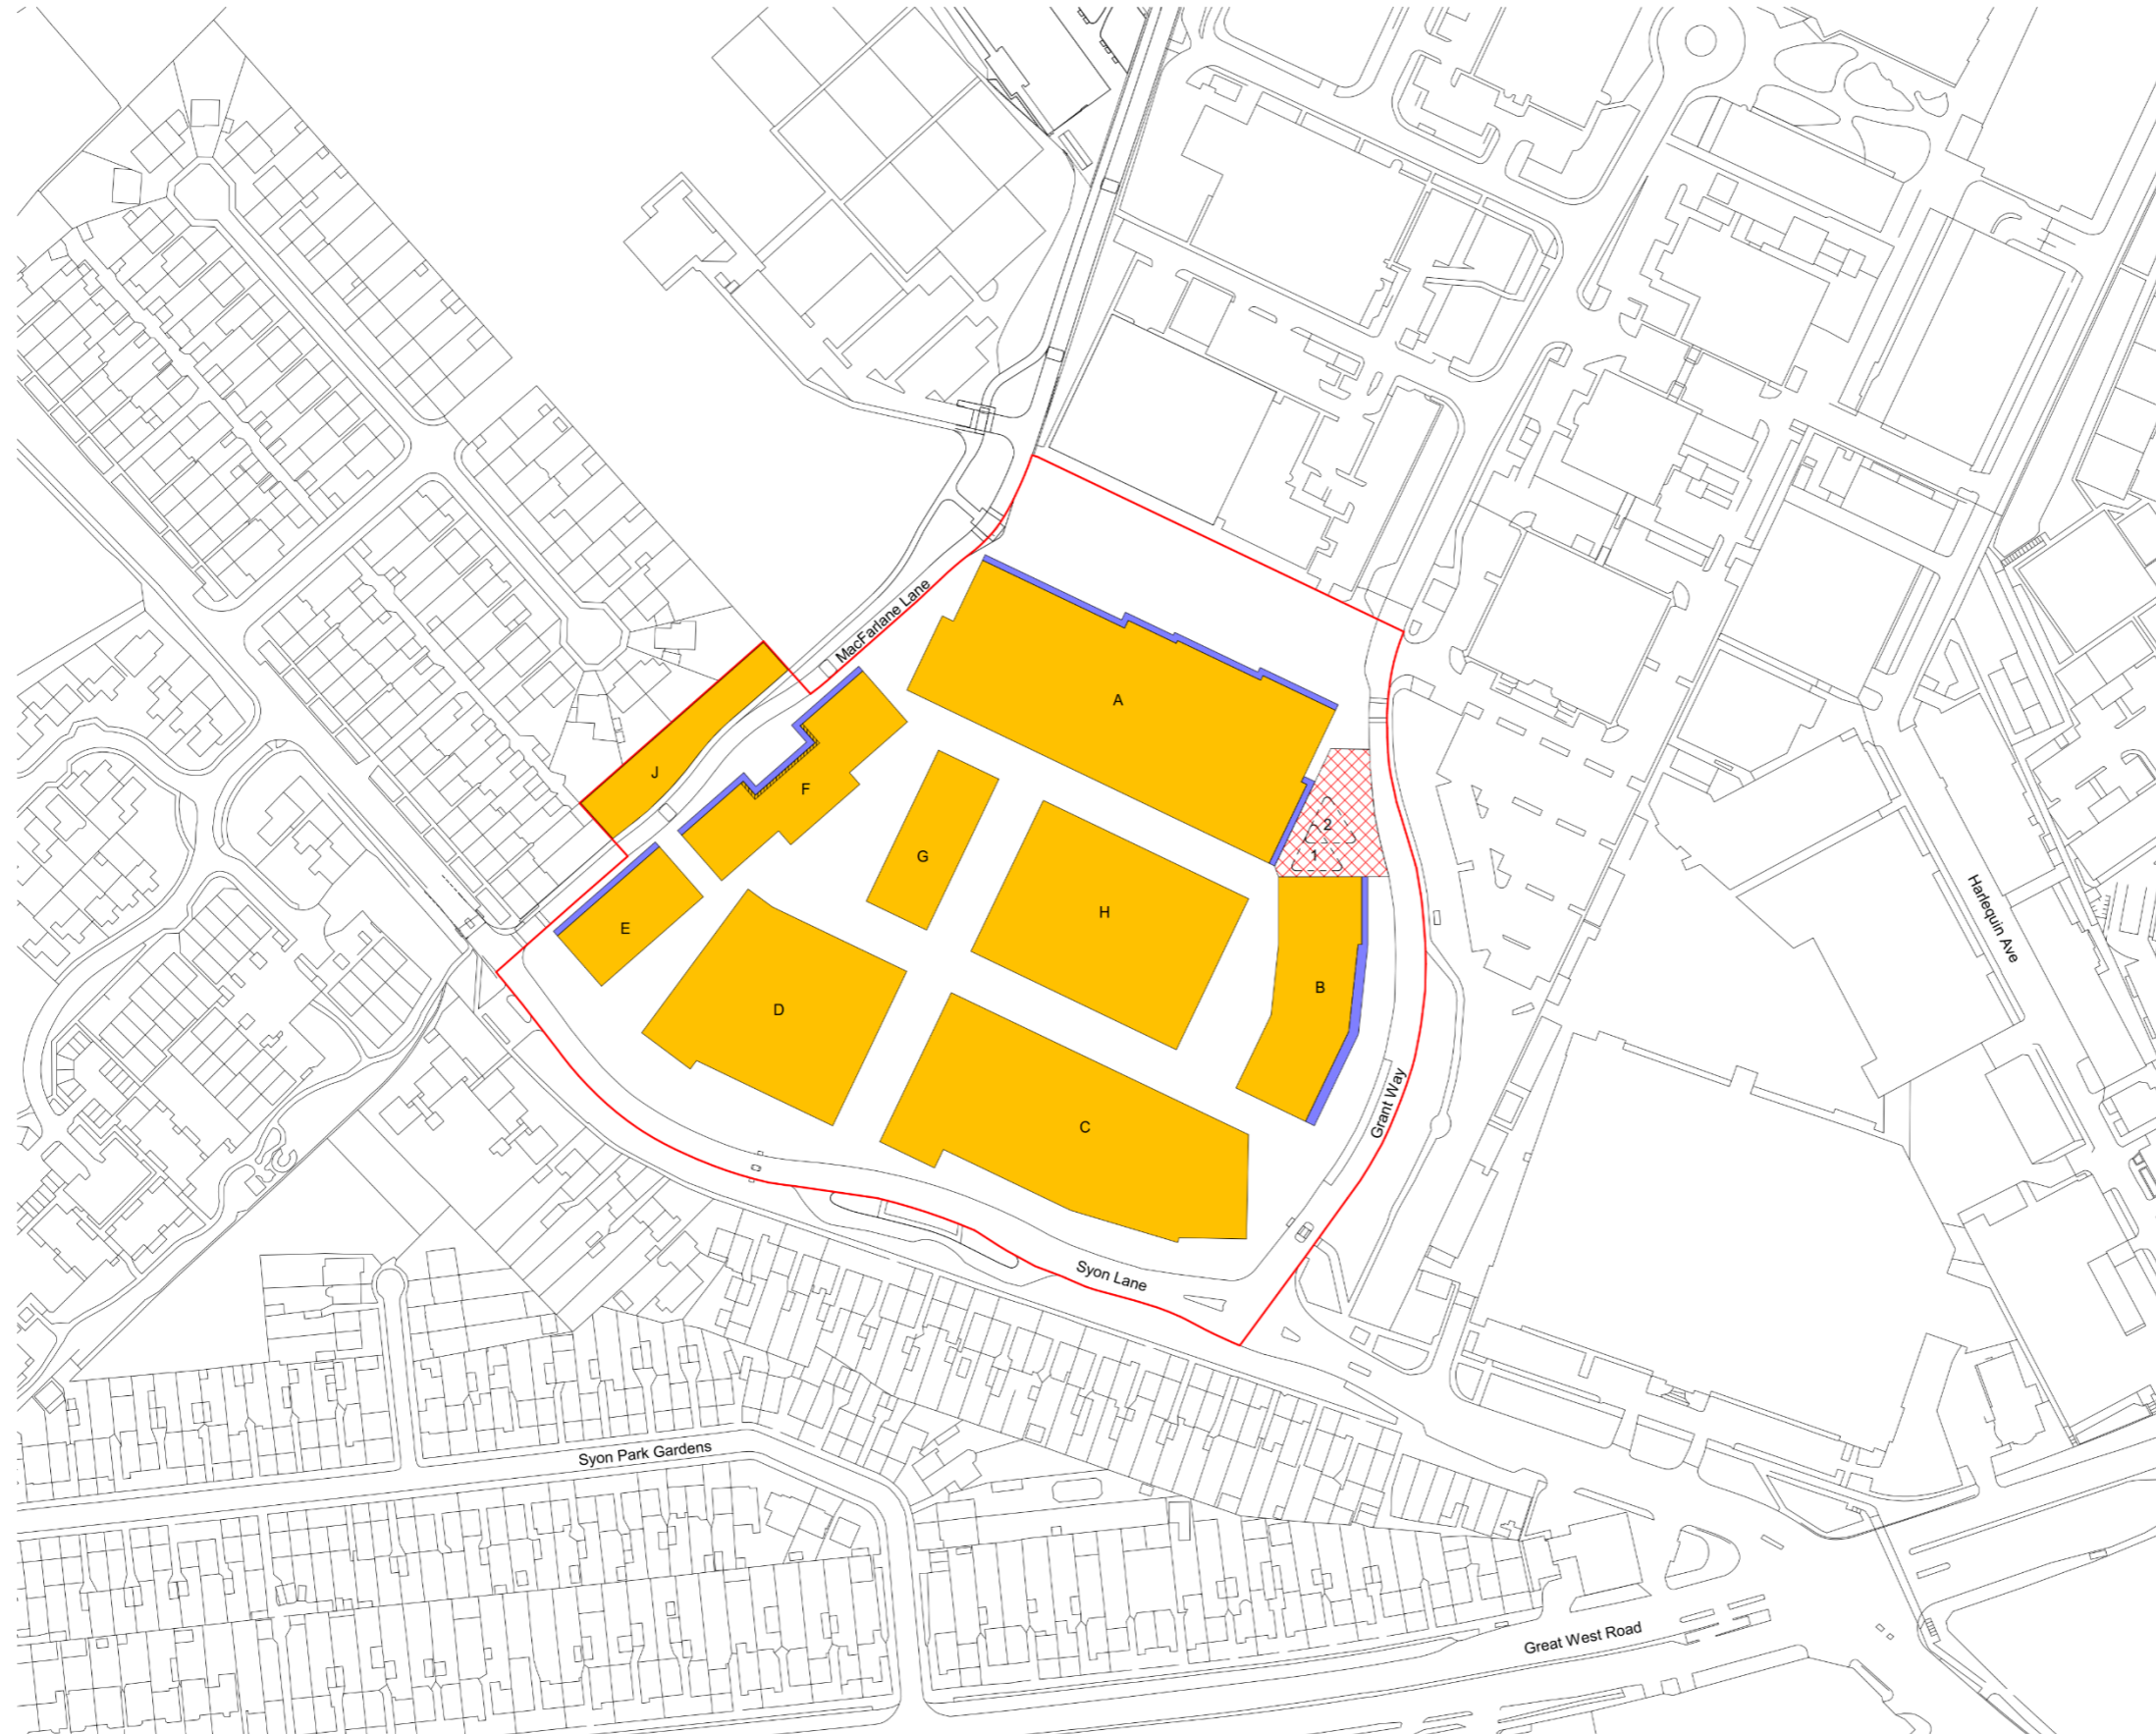 MacFarlane Lane
A
J
F
2
1
G
H
E
Harlequin Ave
B
D
Grant Way
C
Syon Lane
Syon Park Gardens
Great West Road